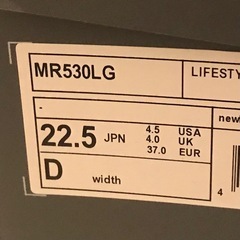 MR530LG LIFESTY
new
22.5 JPN 4.5 USA
4.0 UK
37.0 EUR
D width
4